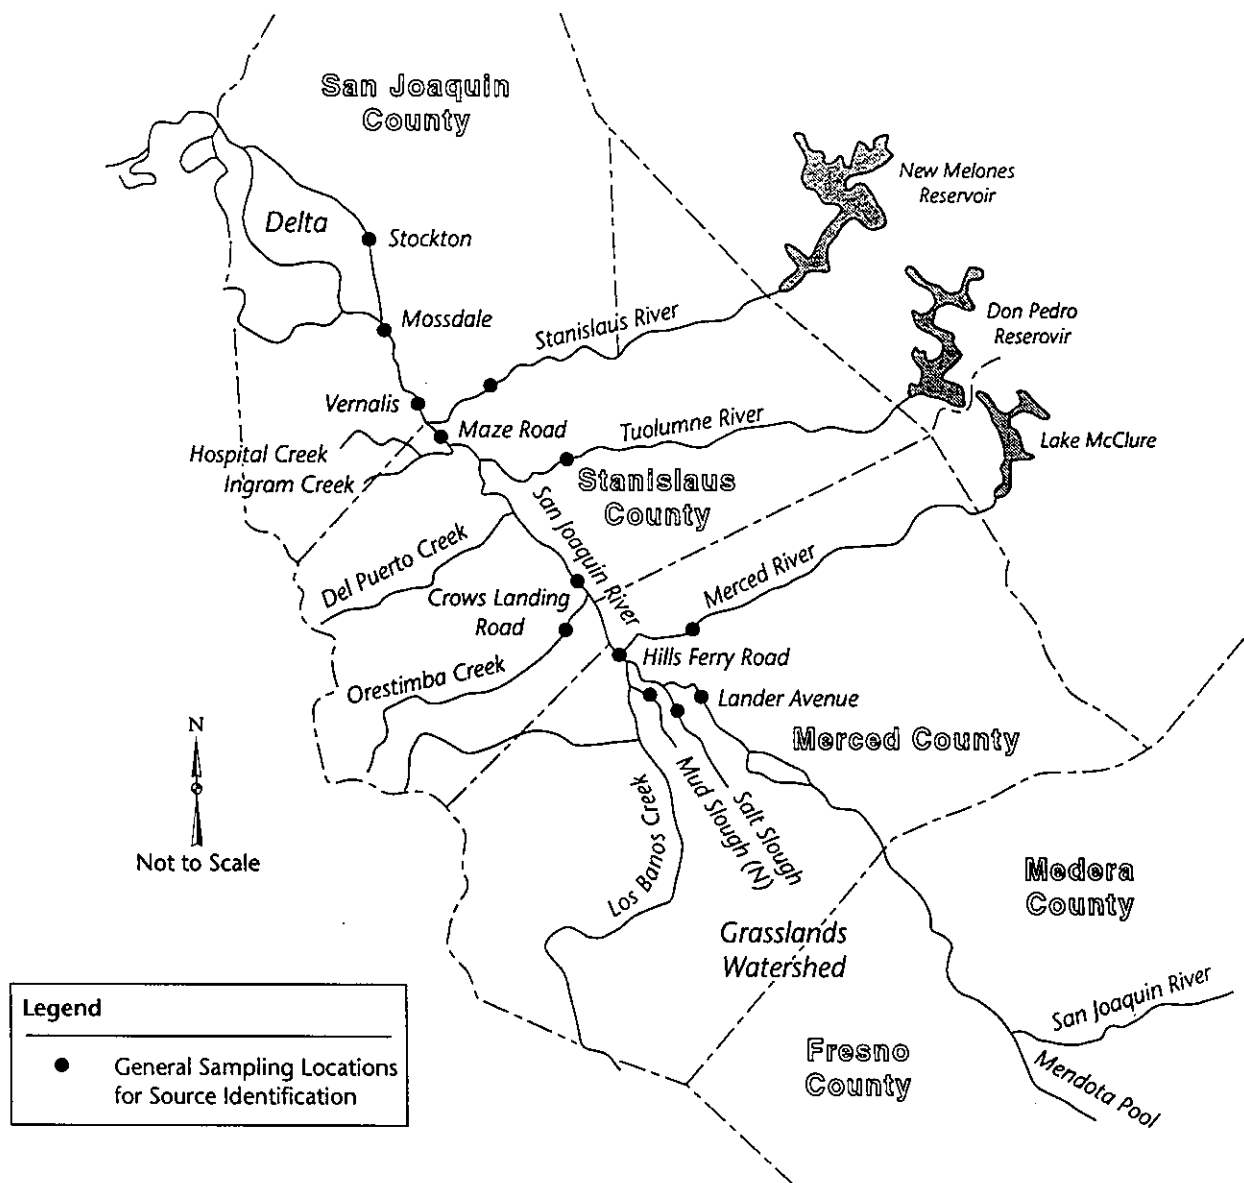 San Joaquin
County
New Melones
Reservoir
Delta
Stockton
Mossdale
Stanislaus River
Don Pedro
Reserovir
Vernalis
Maze Road
Tuolumne River
Lake McClure
Hospital Creek
Ingram Creek
Stanislaus
County
San Joaquin River
Del Puerto Creek
Merced River
Crows Landing
Road
Hills Ferry Road
Orestimba Creek
Lander Avenue
N
Merced County
Not to Scale
Los Banos Creek
Mud Slough (N)
Salt Slough
Medera
County
Grasslands
Watershed
San Joaquin River
Fresno
County
Mendota Pool
Legend
General Sampling Locations
for Source Identification